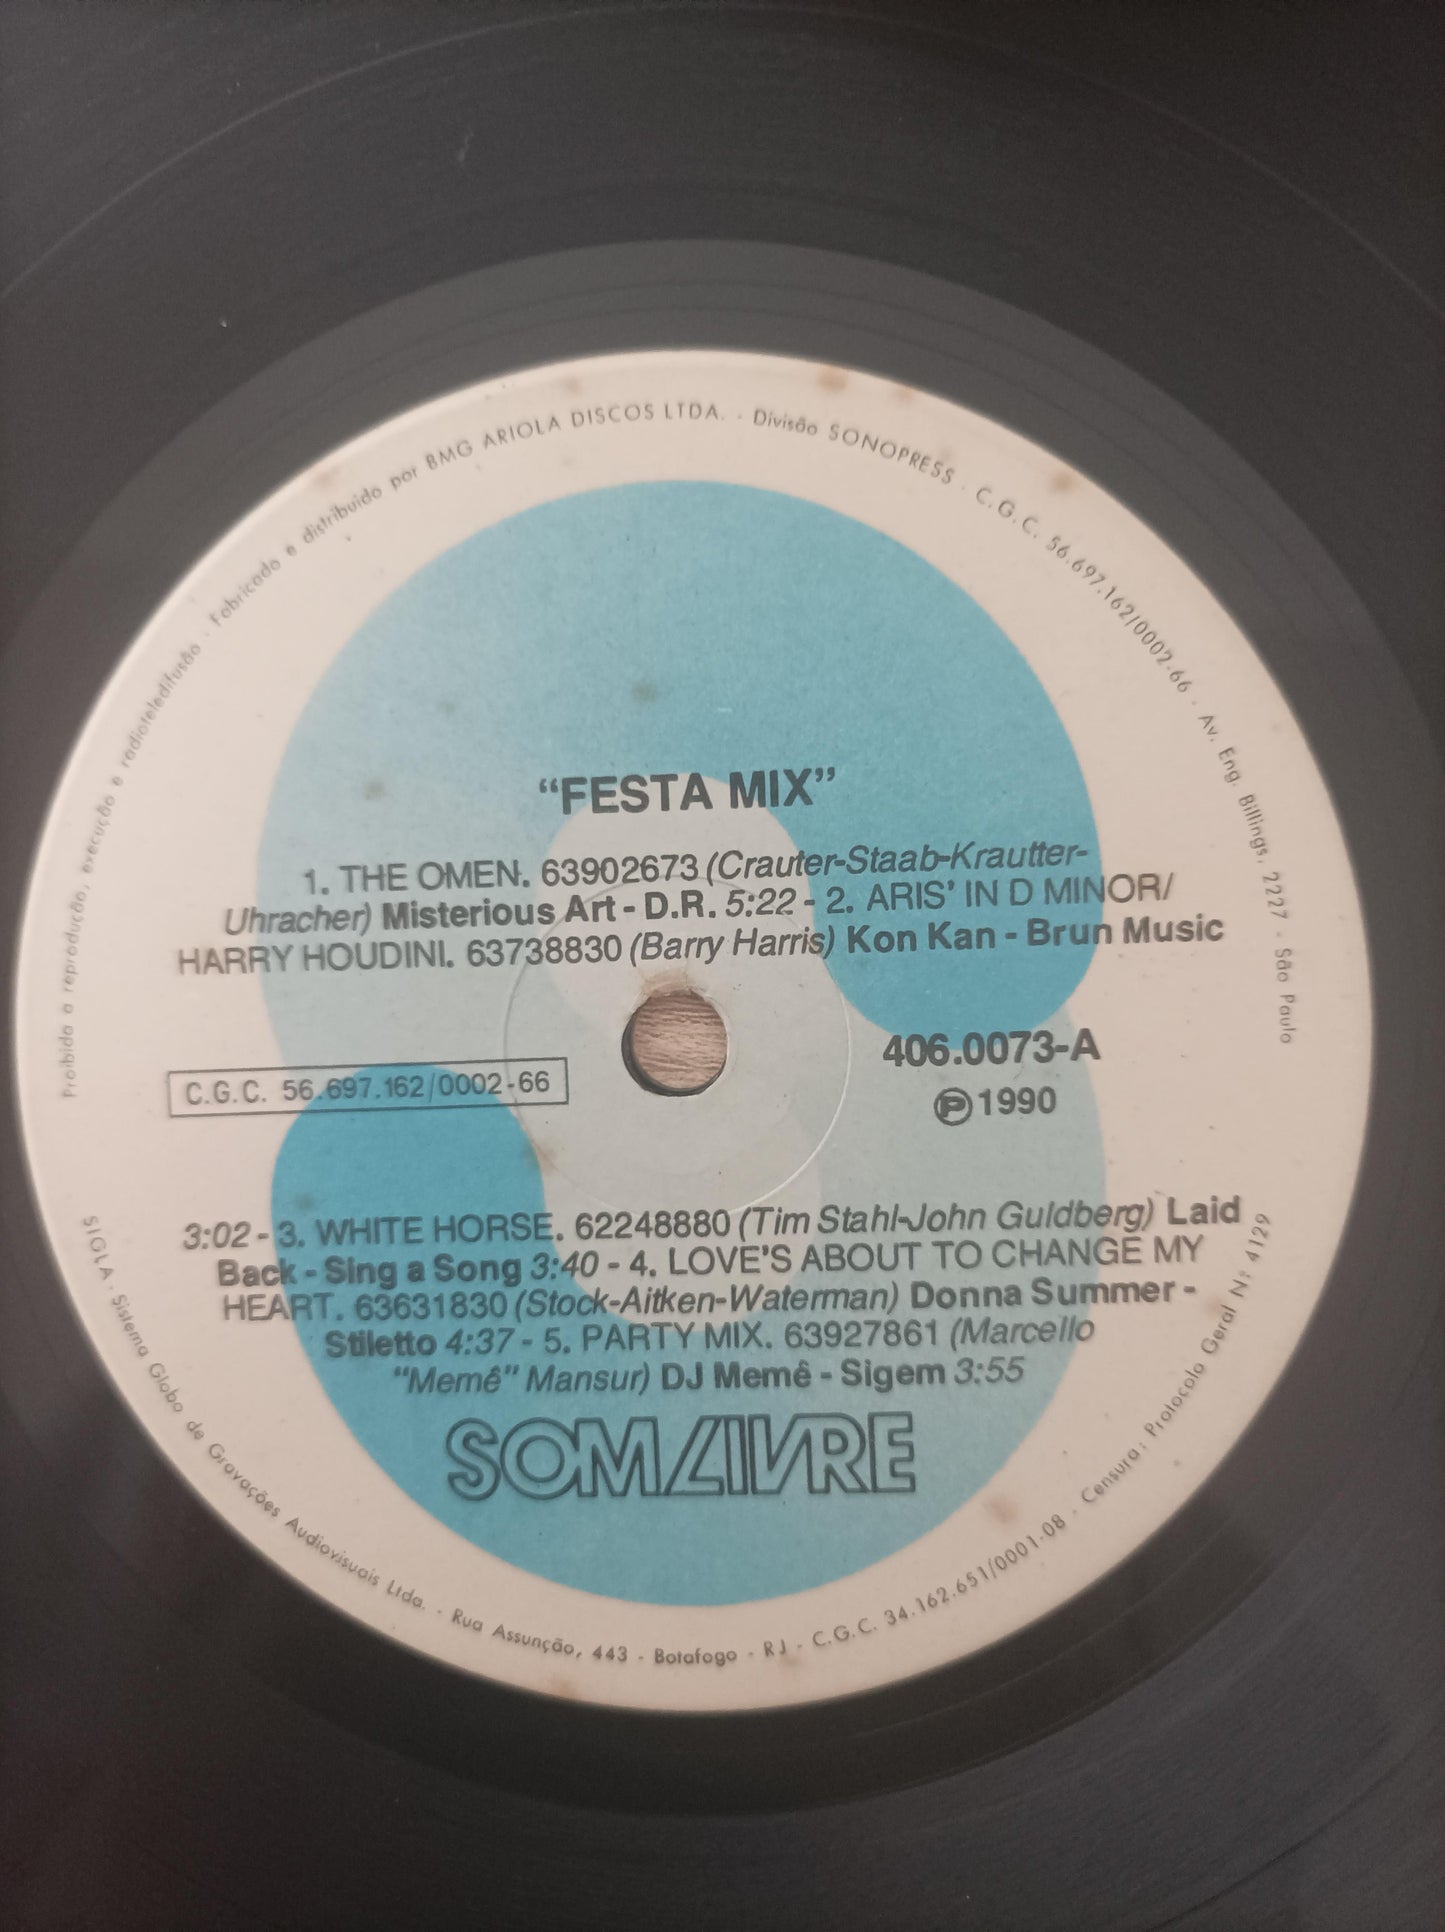 Proibida a reprodução, execução e radioteledifusão · Fabricado e distribuído por BMG ARIOLA DISCOS LTDA. - Divisão SONOPRESS · C.G.C. 56.697.162/0002-66 · Av. Eng. Billings, 2227 - São Paulo
“FESTA MIX”
1. THE OMEN. 63902673 (Crauter-Staab-Krautter-
Uhracher) Misterious Art - D.R. 5:22 - 2. ARIS’ IN D MINOR/
HARRY HOUDINI. 63738830 (Barry Harris) Kon Kan - Brun Music
406.0073-A
C.G.C. 56.697.162/0002-66
℗ 1990
3:02 - 3. WHITE HORSE. 62248880 (Tim Stahl-John Guldberg) Laid
Back - Sing a Song 3:40 - 4. LOVE’S ABOUT TO CHANGE MY
HEART. 63631830 (Stock-Aitken-Waterman) Donna Summer -
Stiletto 4:37 - 5. PARTY MIX. 63927861 (Marcello
“Memê” Mansur) DJ Memê - Sigem 3:55
SOM LIVRE
SIGLA · Sistema Globo de Gravações Audiovisuais Ltda. · Rua Assunção, 443 - Botafogo - RJ - C.G.C. 34.162.651/0001-08 · Censura: Protocolo Geral Nº 4129